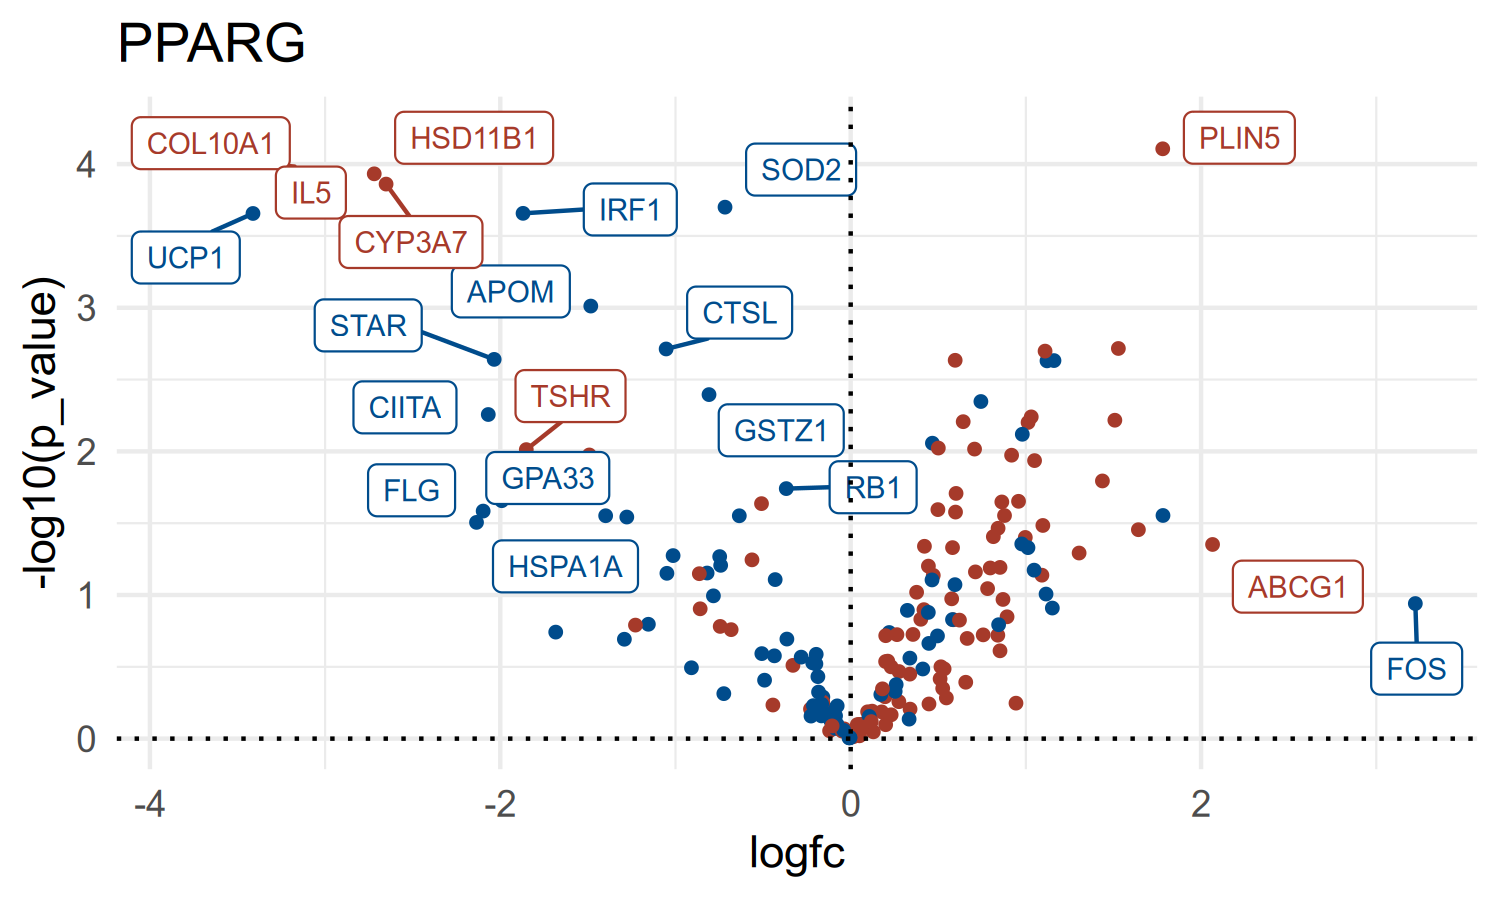 PPARG
COL10A1
HSD11B1
PLIN5
SOD2
IL5
IRF1
CYP3A7
UCP1
APOM
CTSL
STAR
TSHR
CIITA
GSTZ1
GPA33
FLG
RB1
HSPA1A
ABCG1
FOS
4
3
2
1
0
-log10(p_value)
-4
-2
0
2
logfc